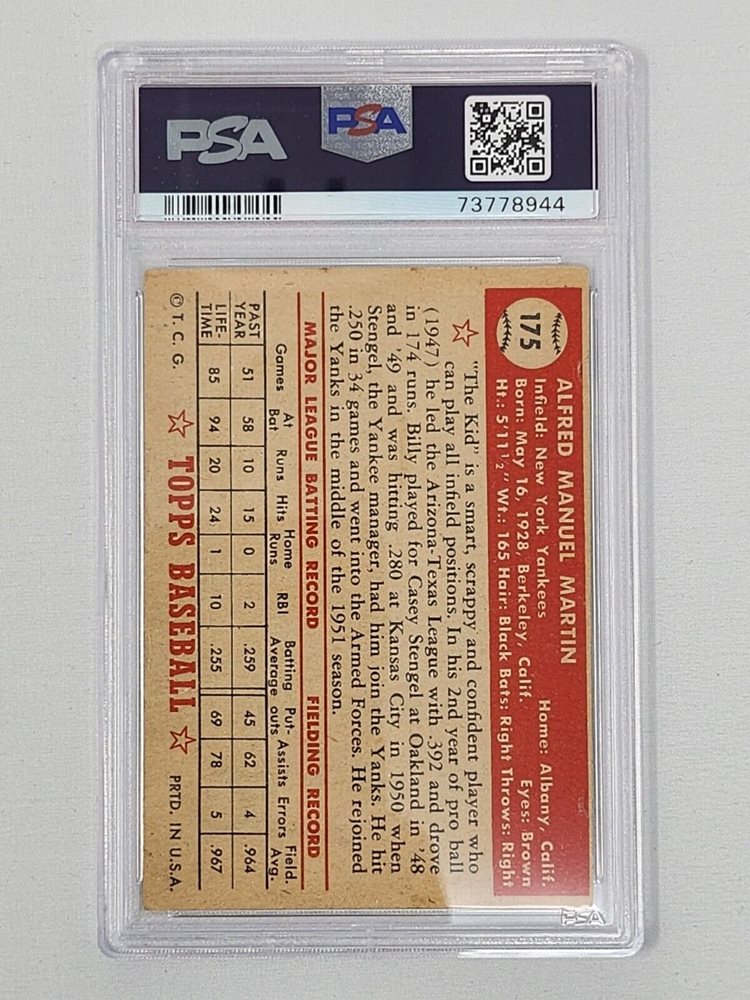 PSA
PSA
73778944
175
ALFRED MANUEL MARTIN
Infield: New York Yankees Home: Albany, Calif.
Born: May 16, 1928, Berkeley, Calif. Eyes: Brown
Ht.: 5'11½" Wt.: 165 Hair: Black Bats: Right Throws: Right
"The Kid" is a smart, scrappy and confident player who
can play all infield positions. In his 2nd year of pro ball
(1947) he led the Arizona-Texas League with .392 and drove
in 174 runs. Billy played for Casey Stengel at Oakland in '48
and '49 and was hitting .280 at Kansas City in 1950 when
Stengel, the Yankee manager, had him join the Yanks. He hit
.250 in 34 games and went into the Armed Forces. He rejoined
the Yanks in the middle of the 1951 season.
MAJOR LEAGUE BATTING RECORD FIELDING RECORD
Games At Bat Runs Hits Home Runs RBI Batting Average Put-outs Assists Errors Field. Avg.
PAST YEAR 51 58 10 15 0 2 .259 45 62 4 .964
LIFE-TIME 85 94 20 24 1 10 .255 69 78 5 .967
© T. C. G. TOPPS BASEBALL PRTD. IN U.S.A.
PSA